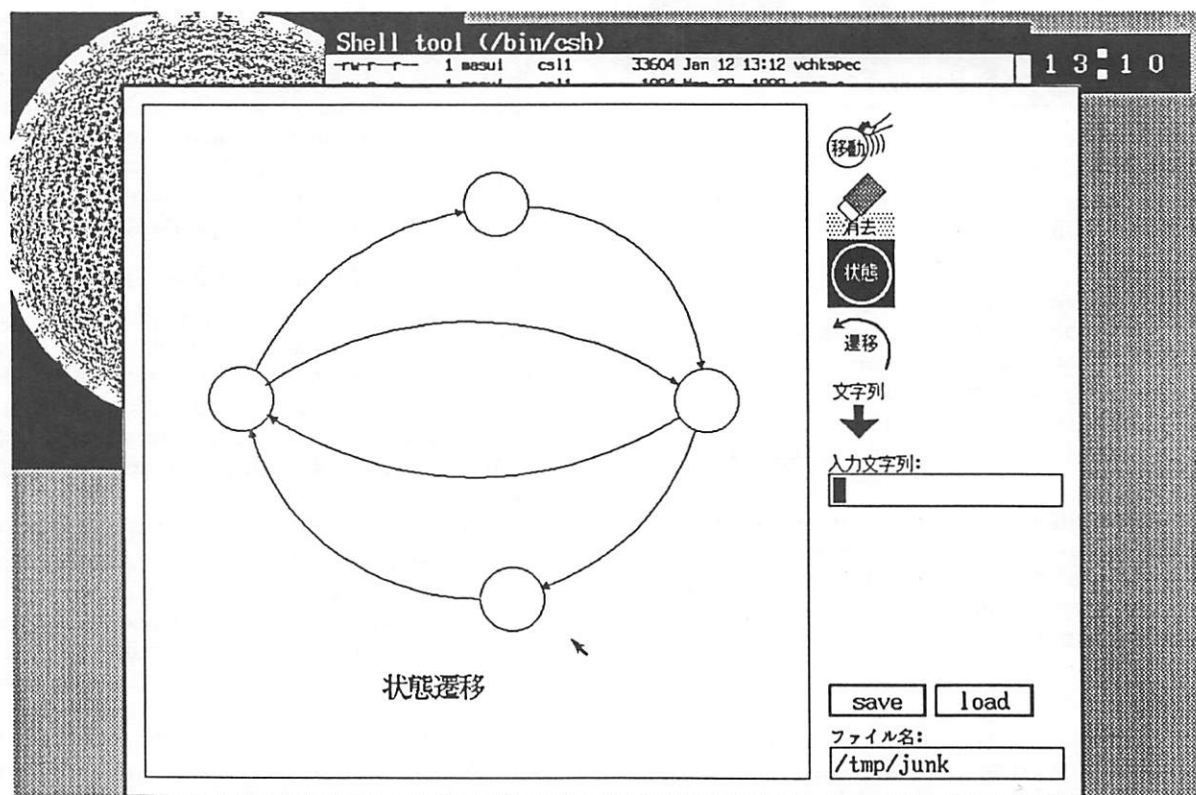 Shell tool (/bin/csh)
-rw-r--r-- 1 masui csl1 33604 Jan 12 13:12 vchkspec
13:10
移動
消去
状態
遷移
文字列
入力文字列:
状態遷移
save load
ファイル名:
/tmp/junk